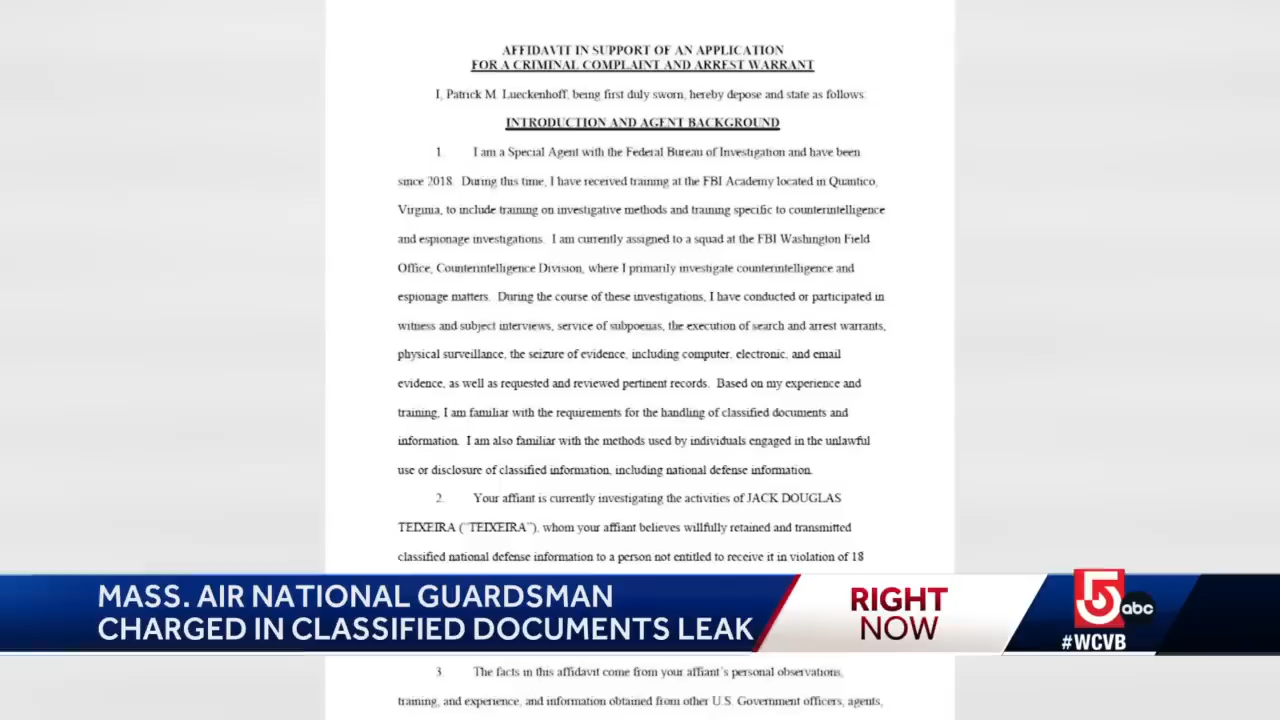 AFFIDAVIT IN SUPPORT OF AN APPLICATION
FOR A CRIMINAL COMPLAINT AND ARREST WARRANT
I, Patrick M. Lueckenhoff, being first duly sworn, hereby depose and state as follows:
INTRODUCTION AND AGENT BACKGROUND
1. I am a Special Agent with the Federal Bureau of Investigation and have been
since 2018. During this time, I have received training at the FBI Academy located in Quantico,
Virginia, to include training on investigative methods and training specific to counterintelligence
and espionage investigations. I am currently assigned to a squad at the FBI Washington Field
Office, Counterintelligence Division, where I primarily investigate counterintelligence and
espionage matters. During the course of these investigations, I have conducted or participated in
witness and subject interviews, service of subpoenas, the execution of search and arrest warrants,
physical surveillance, the seizure of evidence, including computer, electronic, and email
evidence, as well as requested and reviewed pertinent records. Based on my experience and
training, I am familiar with the requirements for the handling of classified documents and
information. I am also familiar with the methods used by individuals engaged in the unlawful
use or disclosure of classified information, including national defense information.
2. Your affiant is currently investigating the activities of JACK DOUGLAS
TEIXEIRA ("TEIXEIRA"), whom your affiant believes willfully retained and transmitted
classified national defense information to a person not entitled to receive it in violation of 18
MASS. AIR NATIONAL GUARDSMAN
CHARGED IN CLASSIFIED DOCUMENTS LEAK
RIGHT
NOW
5 abc
#WCVB
3. The facts in this affidavit come from your affiant's personal observations,
training, and experience, and information obtained from other U.S. Government officers, agents,